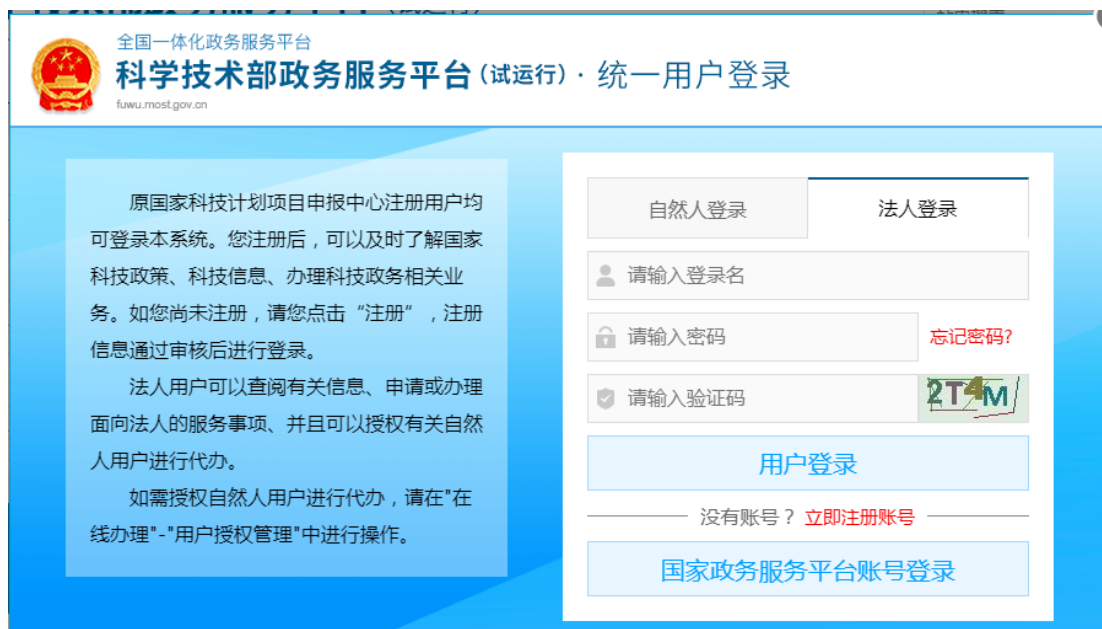 全国一体化政务服务平台
科学技术部政务服务平台(试运行)·统一用户登录
fuwu.most.gov.cn
原国家科技计划项目申报中心注册用户均
可登录本系统。您注册后，可以及时了解国家
科技政策、科技信息、办理科技政务相关业
务。如您尚未注册，请您点击“注册”，注册
信息通过审核后进行登录。
法人用户可以查阅有关信息、申请或办理
面向法人的服务事项、并且可以授权有关自然
人用户进行代办。
如需授权自然人用户进行代办，请在"在
线办理"-"用户授权管理"中进行操作。
自然人登录
法人登录
请输入登录名
请输入密码
忘记密码?
请输入验证码
2T4M
用户登录
没有账号？立即注册账号
国家政务服务平台账号登录